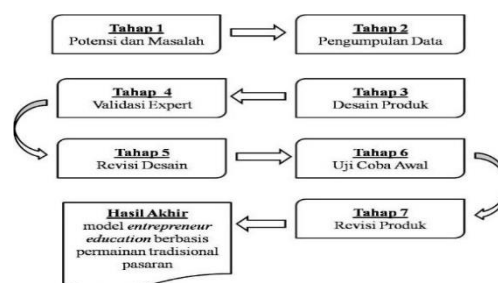 Tahap 1
Potensi dan Masalah
Tahap 2
Pengumpulan Data
Tahap 4
Validasi Expert
Tahap 3
Desain Produk
Tahap 5
Revisi Desain
Tahap 6
Uji Coba Awal
Hasil Akhir
model entrepreneur
education berbasis
permainan tradisional
pasaran
Tahap 7
Revisi Produk